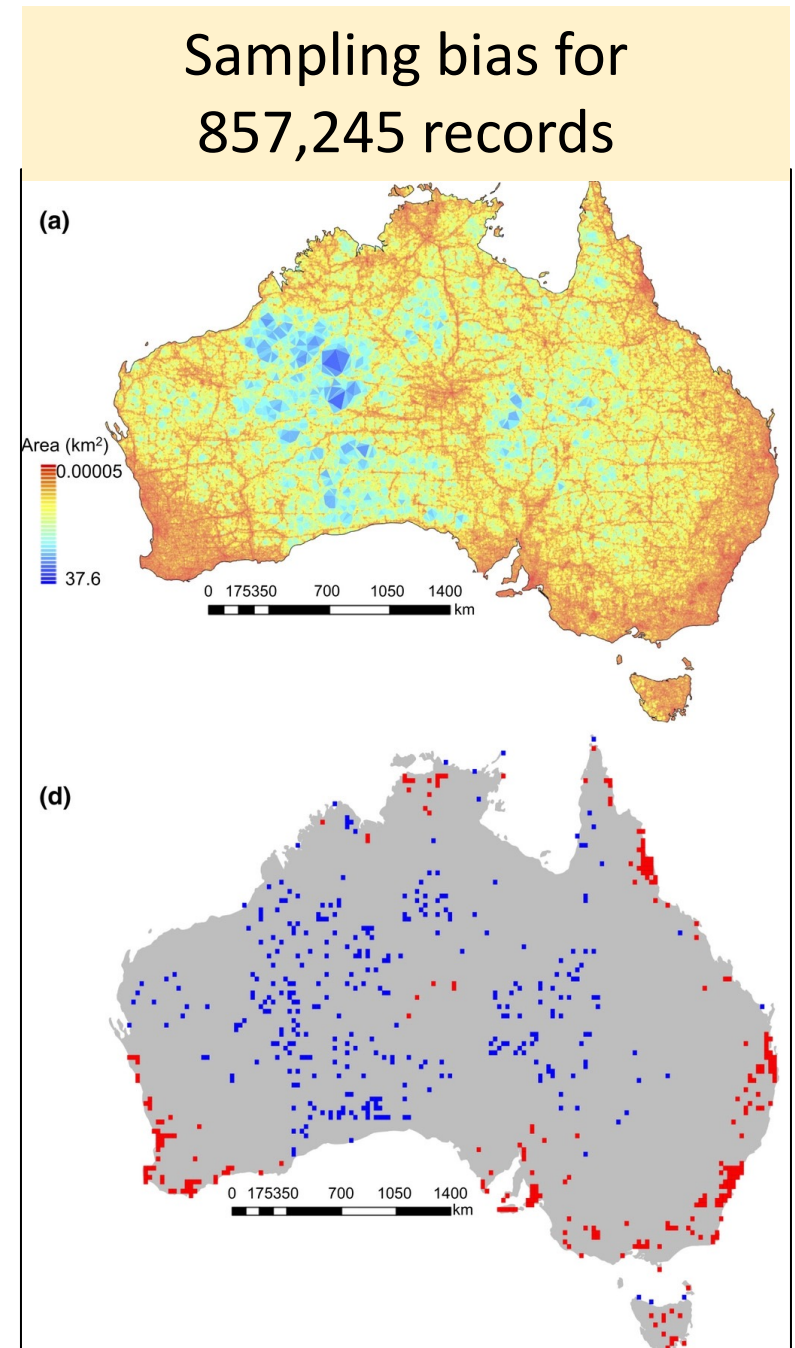 Sampling bias for
857,245 records
(a)
Area (km²)
0.00005
37.6
0 175350 700 1050 1400
km
(d)
0 175350 700 1050 1400
km